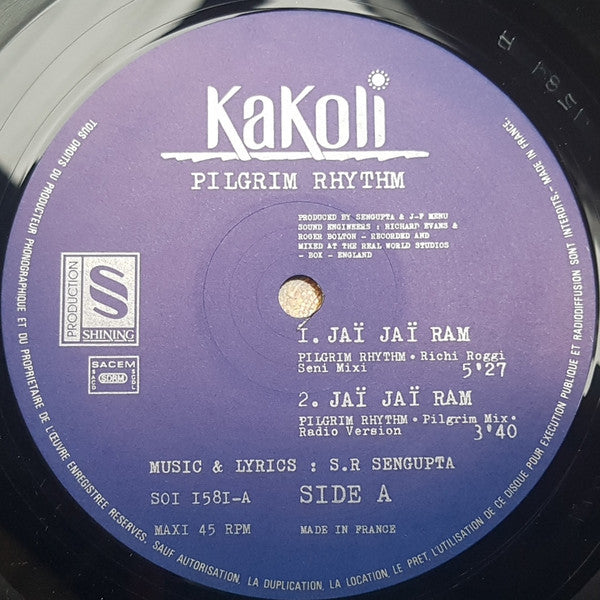 KaKoli
PILGRIM RHYTHM
PRODUCED BY SENGUPTA & J-F MENU
SOUND ENGINEERS : RICHARD EVANS &
ROGER BOLTON - RECORDED AND
MIXED AT THE REAL WORLD STUDIOS
- BOX - ENGLAND
PRODUCTION
S
SHINING
SACEM
SACD
SDRM
SGDL
1. JAÏ JAÏ RAM
PILGRIM RHYTHM • Richi Roggi
Seni Mixi 5'27
2. JAÏ JAÏ RAM
PILGRIM RHYTHM • Pilgrim Mix •
Radio Version 3'40
MUSIC & LYRICS : S.R SENGUPTA
SOI 1581-A SIDE A
MAXI 45 RPM MADE IN FRANCE
TOUS DROITS DU PRODUCTEUR PHONOGRAPHIQUE ET DU PROPRIETAIRE DE L'ŒUVRE ENREGISTREE RESERVES. SAUF AUTORISATION, LA DUPLICATION, LA LOCATION, LE PRET, L'UTILISATION DE CE DISQUE POUR EXECUTION PUBLIQUE ET RADIODIFFUSION SONT INTERDITS. - MADE IN FRANCE.